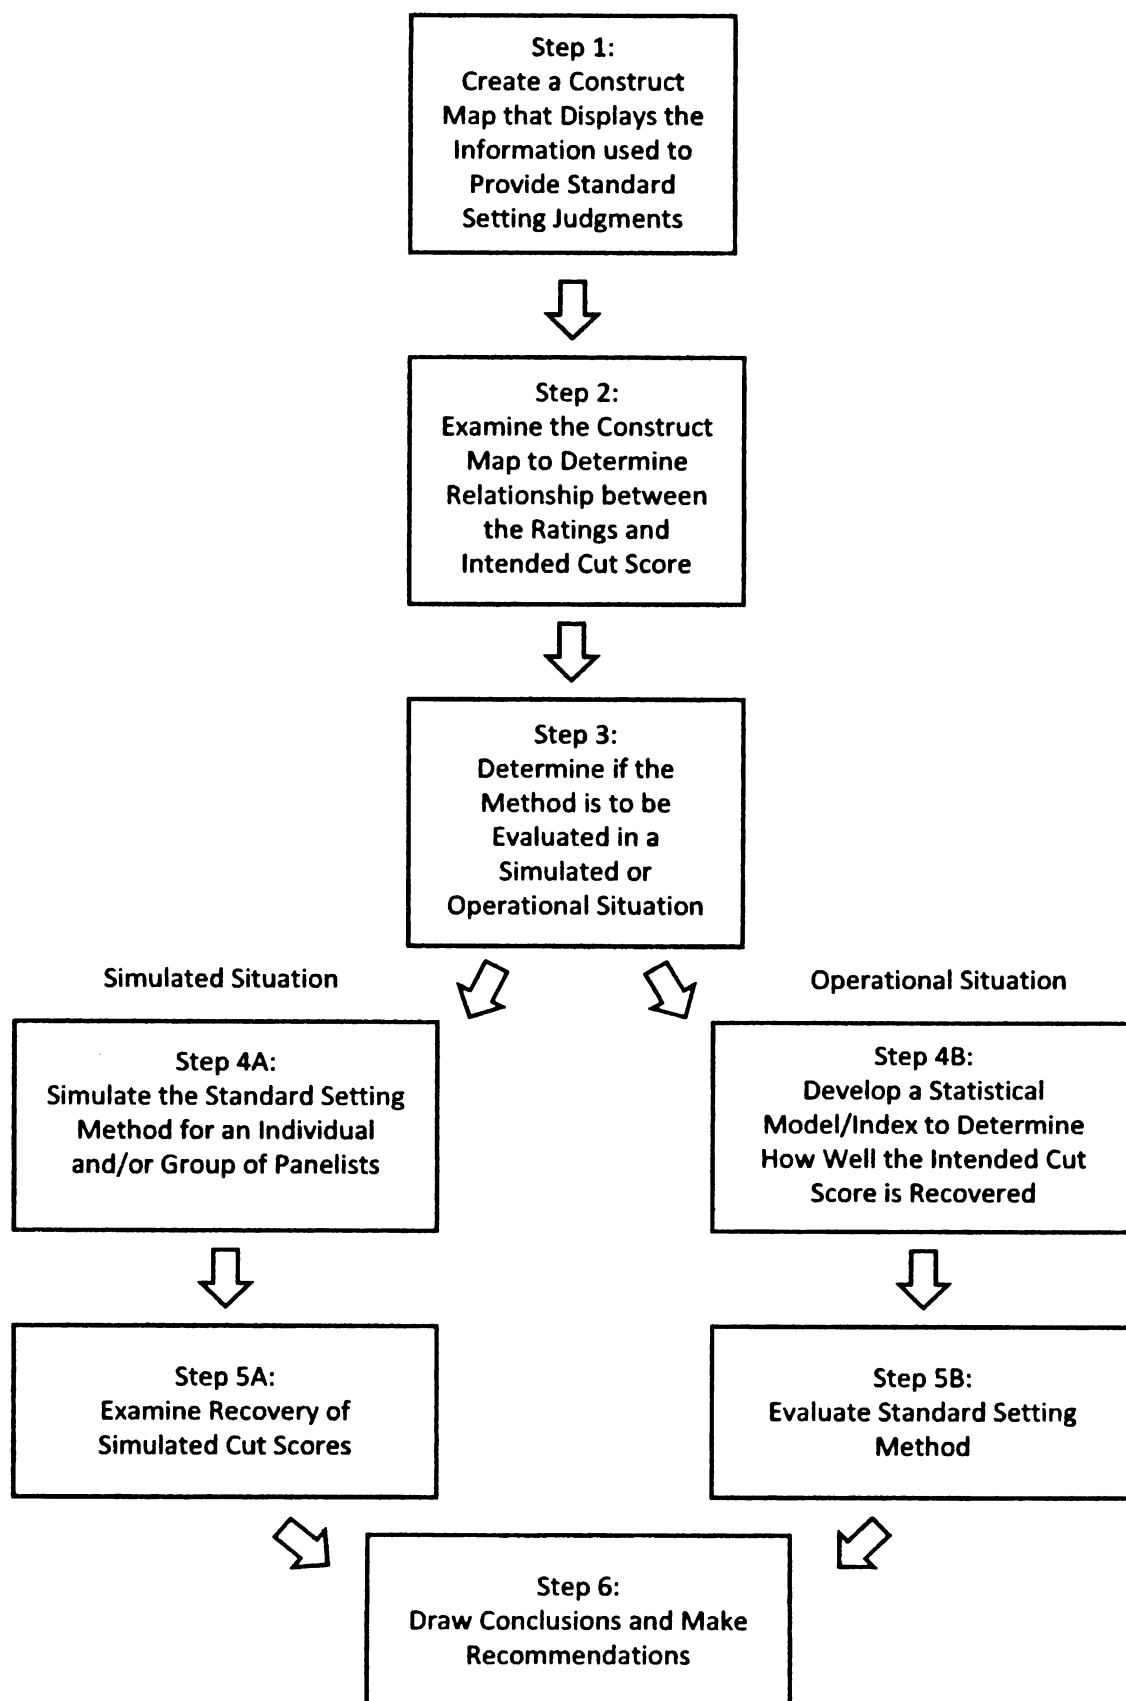 Step 1:
Create a Construct
Map that Displays the
Information used to
Provide Standard
Setting Judgments
Step 2:
Examine the Construct
Map to Determine
Relationship between
the Ratings and
Intended Cut Score
Step 3:
Determine if the
Method is to be
Evaluated in a
Simulated or
Operational Situation
Simulated Situation
Operational Situation
Step 4A:
Simulate the Standard Setting
Method for an Individual
and/or Group of Panelists
Step 4B:
Develop a Statistical
Model/Index to Determine
How Well the Intended Cut
Score is Recovered
Step 5A:
Examine Recovery of
Simulated Cut Scores
Step 5B:
Evaluate Standard Setting
Method
Step 6:
Draw Conclusions and Make
Recommendations